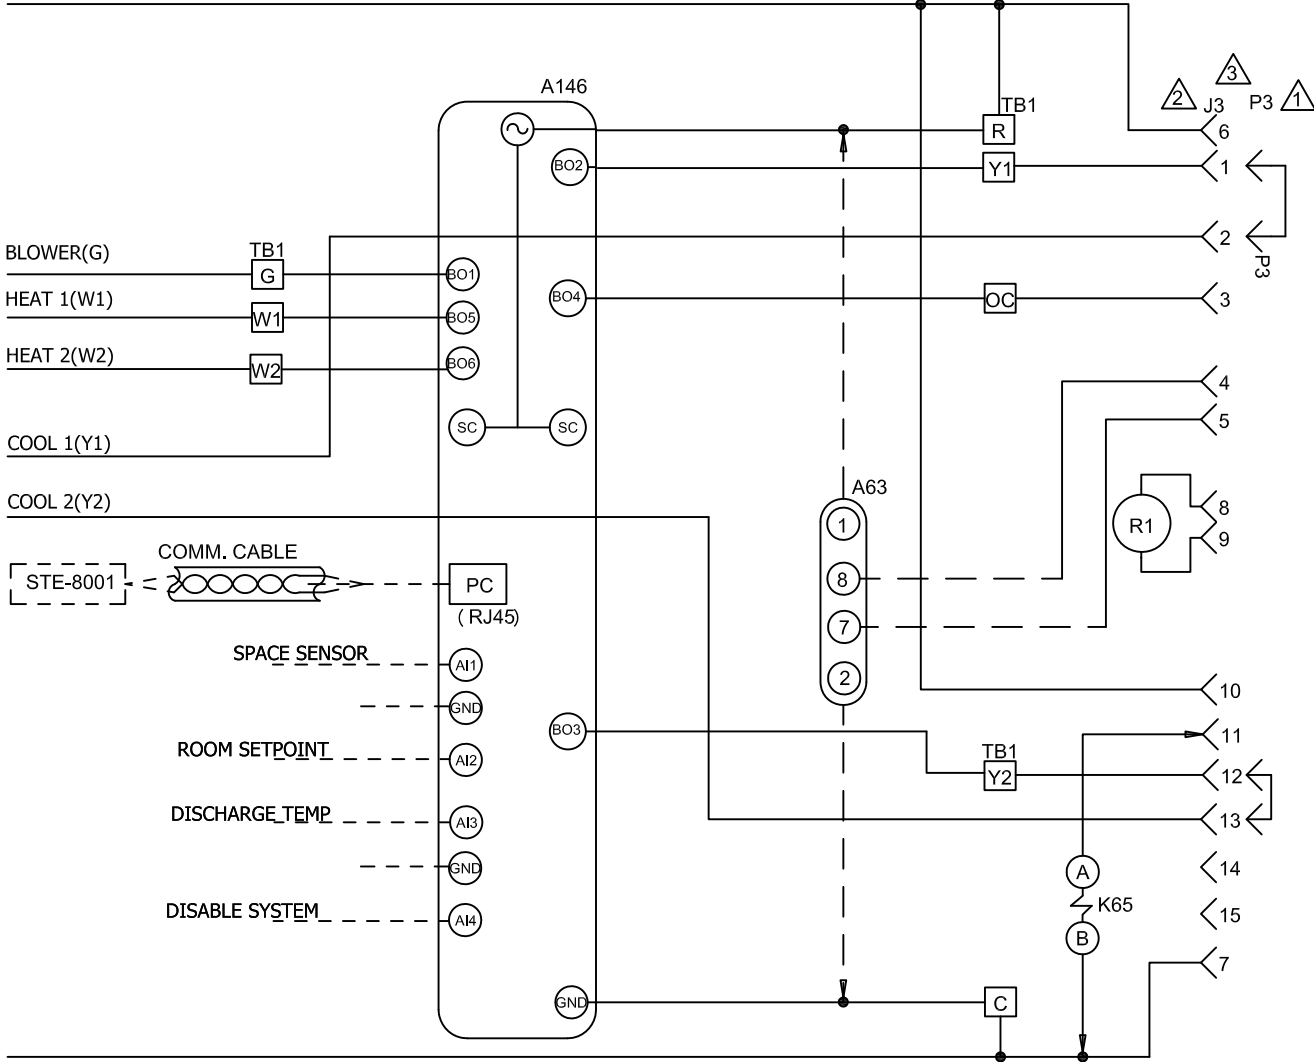 A146
TB1
2
3
1
J3
P3
R
6
BO2
Y1
1
BLOWER(G)
TB1
G
BO1
2
P3
HEAT 1(W1)
W1
BO5
BO4
OC
3
HEAT 2(W2)
W2
BO6
4
SC
SC
5
COOL 1(Y1)
COOL 2(Y2)
A63
1
R1
8
9
COMM. CABLE
STE-8001
PC
(RJ45)
8
7
2
SPACE SENSOR
AI1
GND
10
BO3
11
ROOM SETPOINT
AI2
TB1
Y2
12
DISCHARGE TEMP
AI3
13
GND
A
14
K65
DISABLE SYSTEM
AI4
15
B
7
GND
C